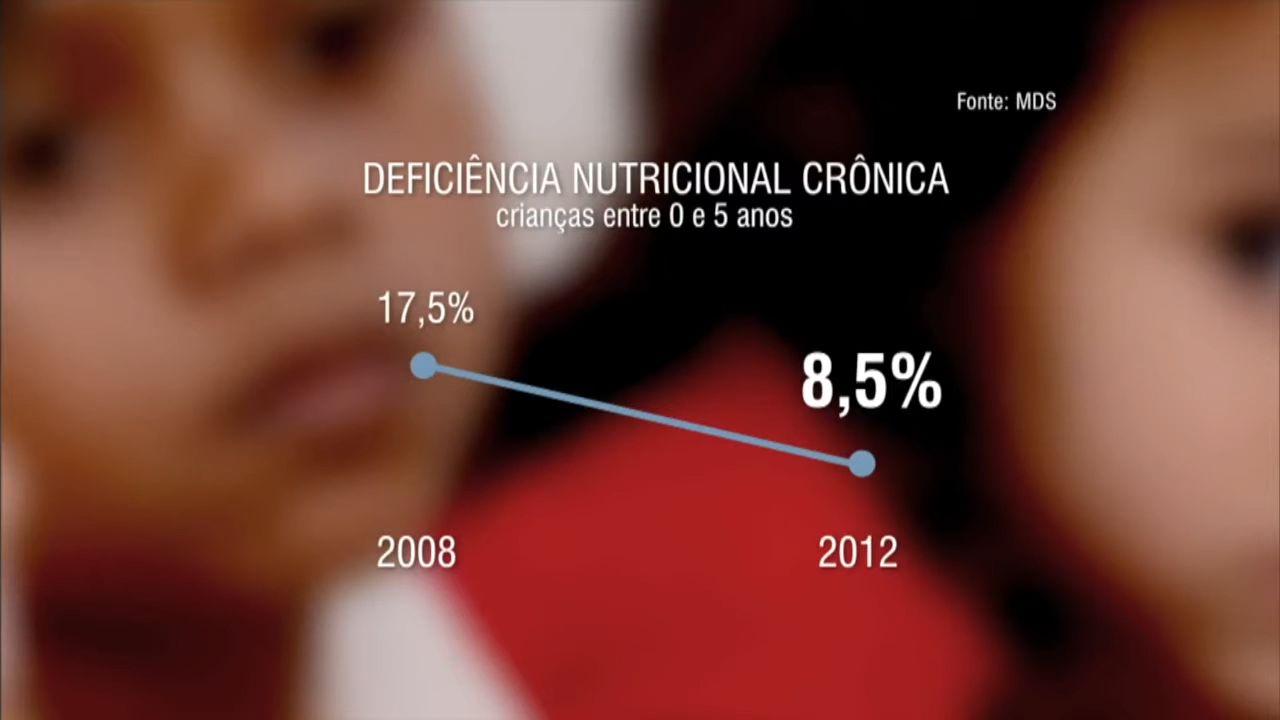 Fonte: MDS
DEFICIÊNCIA NUTRICIONAL CRÔNICA
crianças entre 0 e 5 anos
17,5%
8,5%
2008
2012